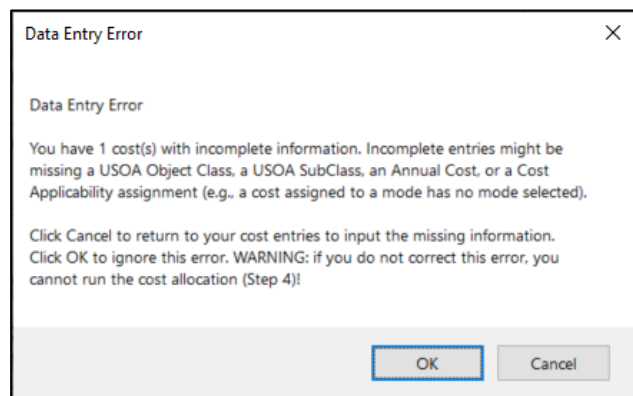 Data Entry Error
Data Entry Error
You have 1 cost(s) with incomplete information. Incomplete entries might be
missing a USOA Object Class, a USOA SubClass, an Annual Cost, or a Cost
Applicability assignment (e.g., a cost assigned to a mode has no mode selected).
Click Cancel to return to your cost entries to input the missing information.
Click OK to ignore this error. WARNING: if you do not correct this error, you
cannot run the cost allocation (Step 4)!
OK
Cancel